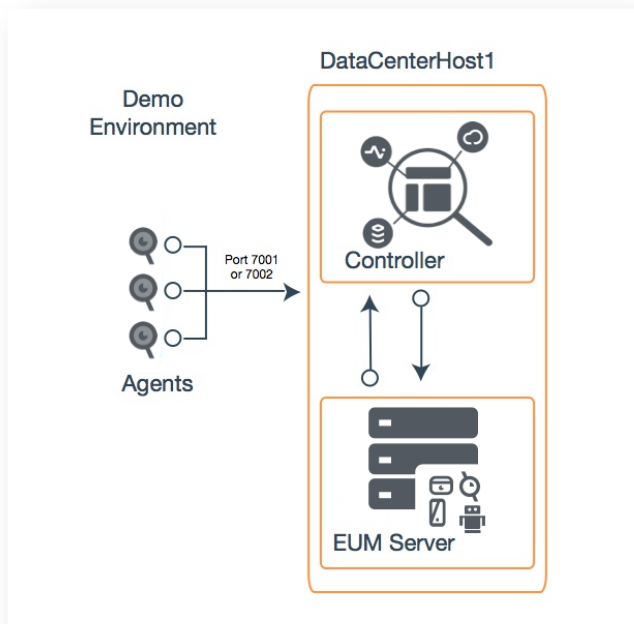 DataCenterHost1
Demo
Environment
Port 7001
or 7002
Controller
Agents
EUM Server